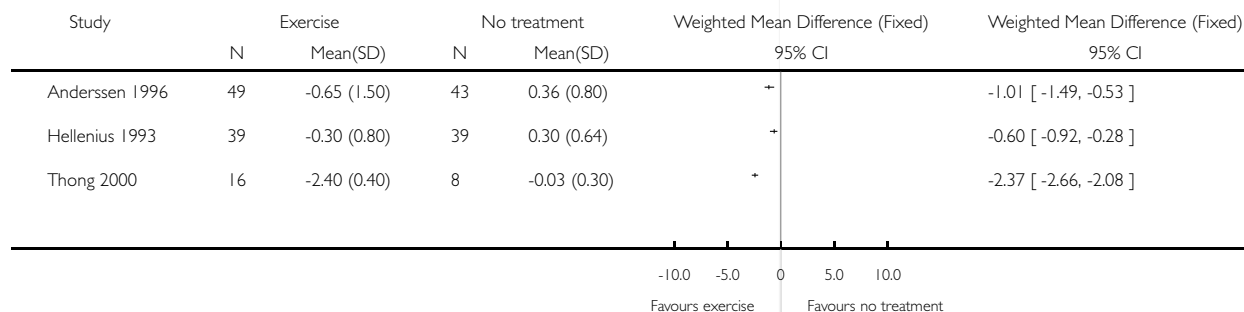 Study Exercise No treatment Weighted Mean Difference (Fixed) Weighted Mean Difference (Fixed)
N Mean(SD) N Mean(SD) 95% CI 95% CI
Anderssen 1996 49 -0.65 (1.50) 43 0.36 (0.80) -1.01 [ -1.49, -0.53 ]
Hellenius 1993 39 -0.30 (0.80) 39 0.30 (0.64) -0.60 [ -0.92, -0.28 ]
Thong 2000 16 -2.40 (0.40) 8 -0.03 (0.30) -2.37 [ -2.66, -2.08 ]
-10.0 -5.0 0 5.0 10.0
Favours exercise Favours no treatment